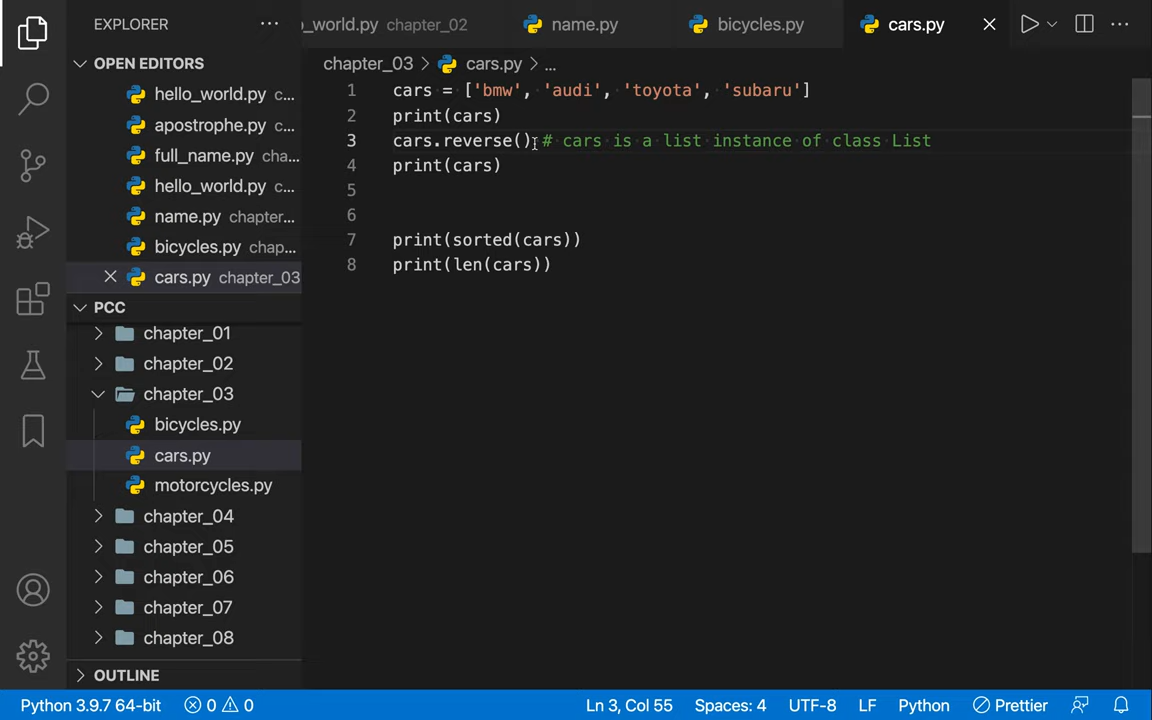 EXPLORER ···
_world.py chapter_02 name.py bicycles.py cars.py ···
OPEN EDITORS
hello_world.py c...
apostrophe.py c...
full_name.py c...
hello_world.py c...
name.py chapter...
bicycles.py chap...
cars.py chapter_03
PCC
chapter_01
chapter_02
chapter_03
bicycles.py
cars.py
motorcycles.py
chapter_04
chapter_05
chapter_06
chapter_07
chapter_08
OUTLINE
chapter_03 > cars.py > ...
1 cars = ['bmw', 'audi', 'toyota', 'subaru']
2 print(cars)
3 cars.reverse() # cars is a list instance of class List
4 print(cars)
5
6
7 print(sorted(cars))
8 print(len(cars))
Python 3.9.7 64-bit 0 0 Ln 3, Col 55 Spaces: 4 UTF-8 LF Python Prettier